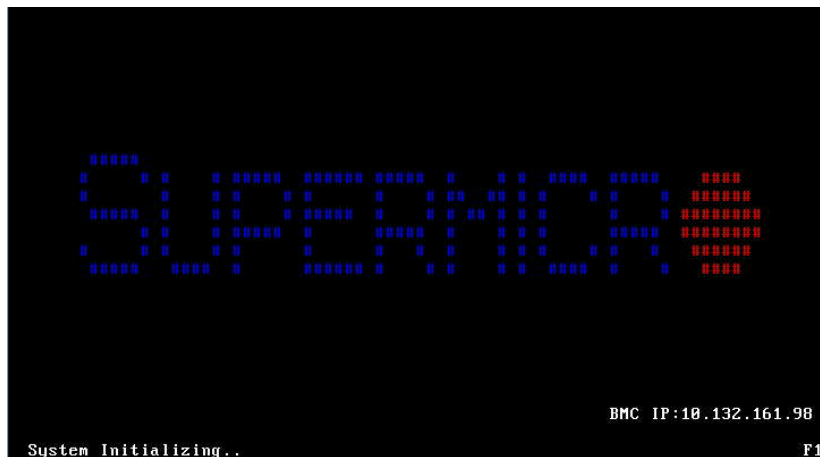 SUPERMICRO
BMC IP:10.132.161.98
System Initializing..
F1